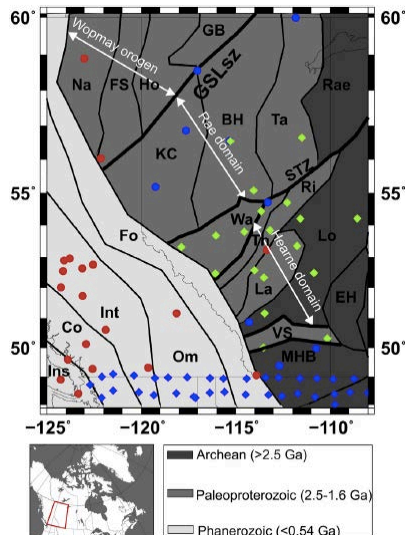 60°
GB
Wopmay orogen
GSLsz
Na
FS
Ho
Rae
BH
Ta
Rae domain
KC
STZ
55°
55°
Ri
Wa
Fo
Th
Lo
Hearne domain
La
EH
Int
Co
VS
50°
50°
Om
MHB
Ins
−125°
−120°
−115°
−110°
Archean (>2.5 Ga)
Paleoproterozoic (2.5-1.6 Ga)
Phanerozoic (<0.54 Ga)